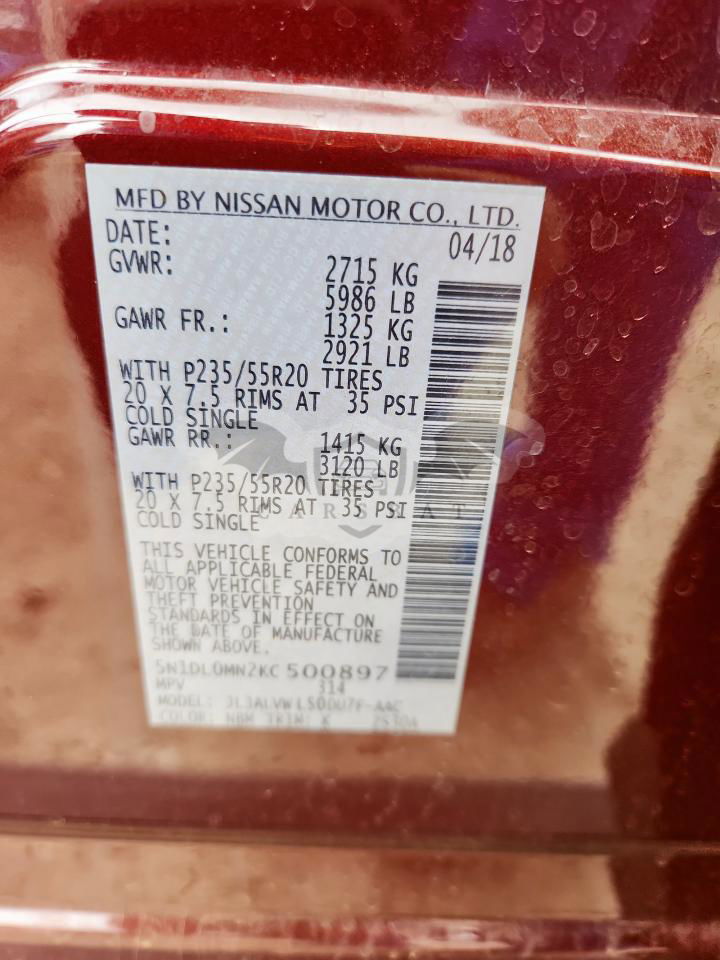 MFD BY NISSAN MOTOR CO., LTD.
DATE: 04/18
GVWR: 2715 KG
5986 LB
GAWR FR.: 1325 KG
2921 LB
WITH P235/55R20 TIRES
20 X 7.5 RIMS AT 35 PSI
COLD SINGLE
GAWR RR.: 1415 KG
3120 LB
WITH P235/55R20 TIRES
20 X 7.5 RIMS AT 35 PSI
COLD SINGLE
THIS VEHICLE CONFORMS TO
ALL APPLICABLE FEDERAL
MOTOR VEHICLE SAFETY AND
THEFT PREVENTION
STANDARDS IN EFFECT ON
THE DATE OF MANUFACTURE
SHOWN ABOVE.
5N1DL0MN2KC500897
MPV 314
MODEL:
COLOR: NBM TRIM: K